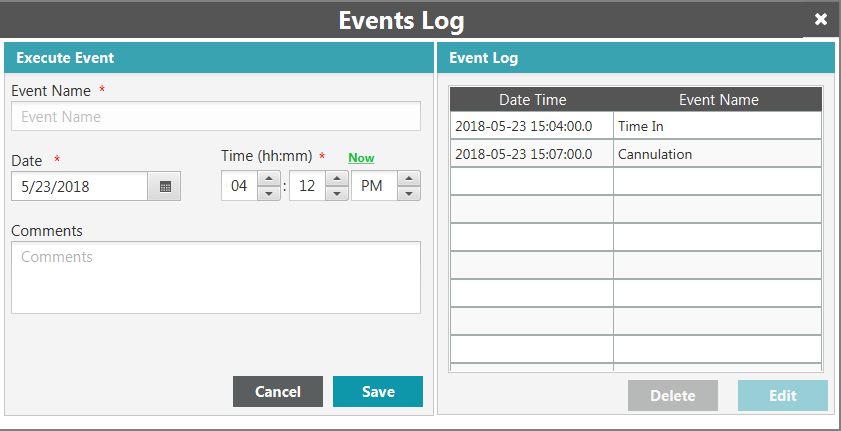 Events Log
Execute Event
Event Name *
Event Name
Date *
Time (hh:mm) * Now
5/23/2018
04 : 12 PM
Comments
Comments
Cancel Save
Event Log
Date Time Event Name
2018-05-23 15:04:00.0 Time In
2018-05-23 15:07:00.0 Cannulation
Delete Edit